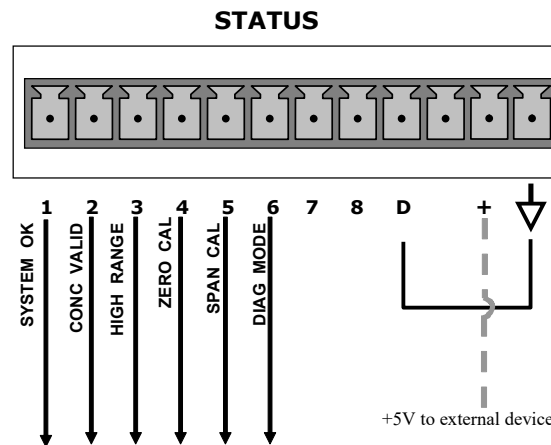 STATUS
1 2 3 4 5 6 7 8 D +
SYSTEM OK
CONC VALID
HIGH RANGE
ZERO CAL
SPAN CAL
DIAG MODE
+5V to external device